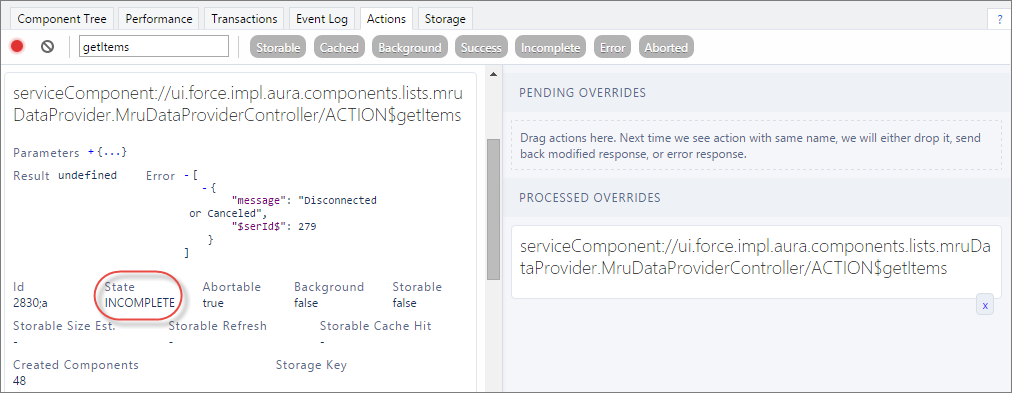 Component Tree Performance Transactions Event Log Actions Storage ?
getItems Storable Cached Background Success Incomplete Error Aborted
serviceComponent://ui.force.impl.aura.components.lists.mru
DataProvider.MruDataProviderController/ACTION$getItems
Parameters +{...}
Result undefined Error -[
-{
"message": "Disconnected
or Canceled",
"$serId$": 279
}
]
Id State Abortable Background Storable
2830;a INCOMPLETE true false false
Storable Size Est. Storable Refresh Storable Cache Hit
- - -
Created Components Storage Key
48
PENDING OVERRIDES
Drag actions here. Next time we see action with same name, we will either drop it, send
back modified response, or error response.
PROCESSED OVERRIDES
serviceComponent://ui.force.impl.aura.components.lists.mruDa
taProvider.MruDataProviderController/ACTION$getItems
x